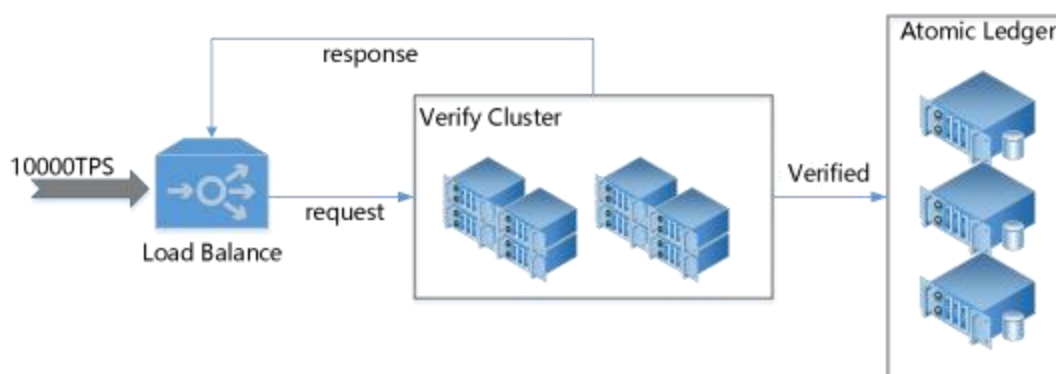 Atomic Ledger
response
Verify Cluster
10000TPS
Verified
request
Load Balance